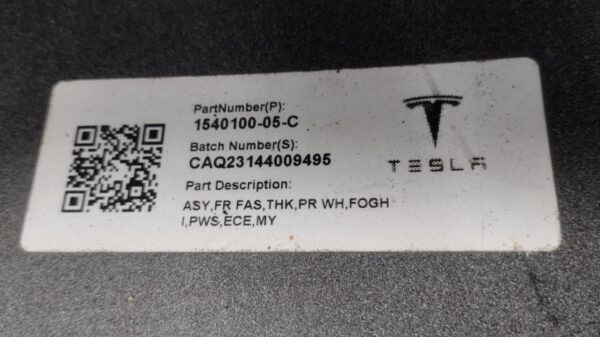 PartNumber(P):
1540100-05-C
Batch Number(S):
CAQ23144009495
Part Description:
ASY,FR FAS,THK,PR WH,FOGH
I,PWS,ECE,MY
TESLA